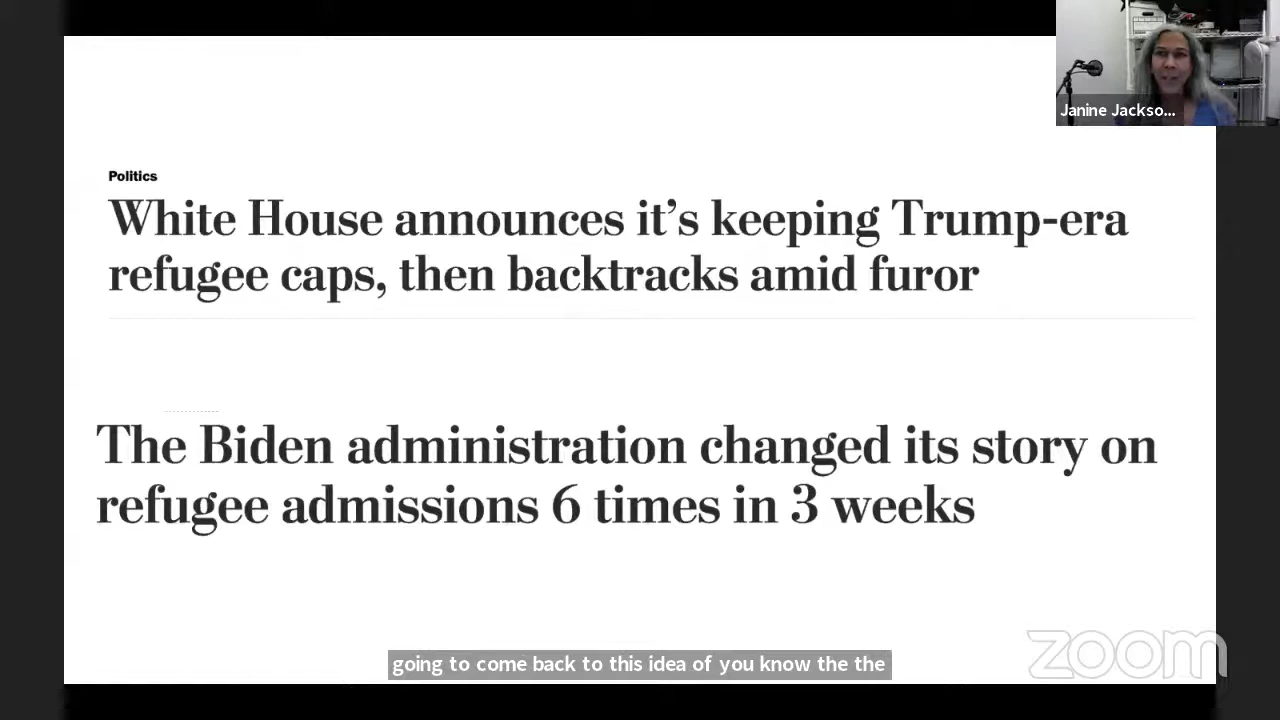 Janine Jackso...
Politics
White House announces it’s keeping Trump-era
refugee caps, then backtracks amid furor
The Biden administration changed its story on
refugee admissions 6 times in 3 weeks
going to come back to this idea of you know the the
zoom